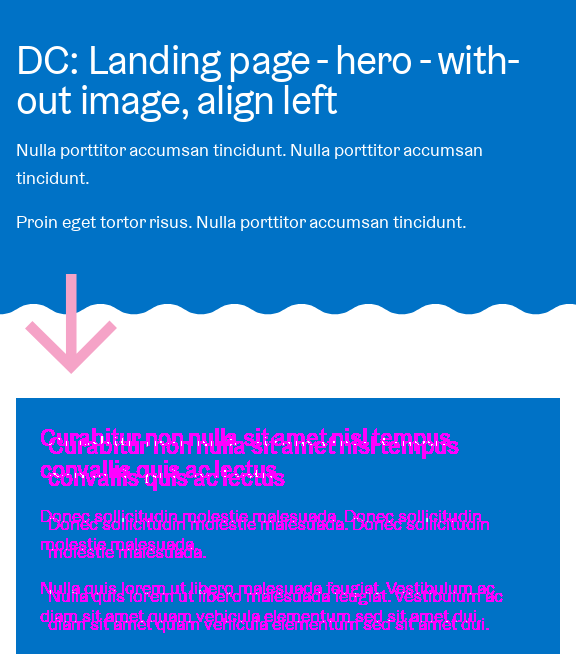 DC: Landing page - hero - with-
out image, align left
Nulla porttitor accumsan tincidunt. Nulla porttitor accumsan
tincidunt.
Proin eget tortor risus. Nulla porttitor accumsan tincidunt.
Curabitur non nulla sit amet nisl tempus
convallis quis ac lectus
Donec sollicitudin molestie malesuada. Donec sollicitudin
molestie malesuada.
Nulla quis lorem ut libero malesuada feugiat. Vestibulum ac
diam sit amet quam vehicula elementum sed sit amet dui.